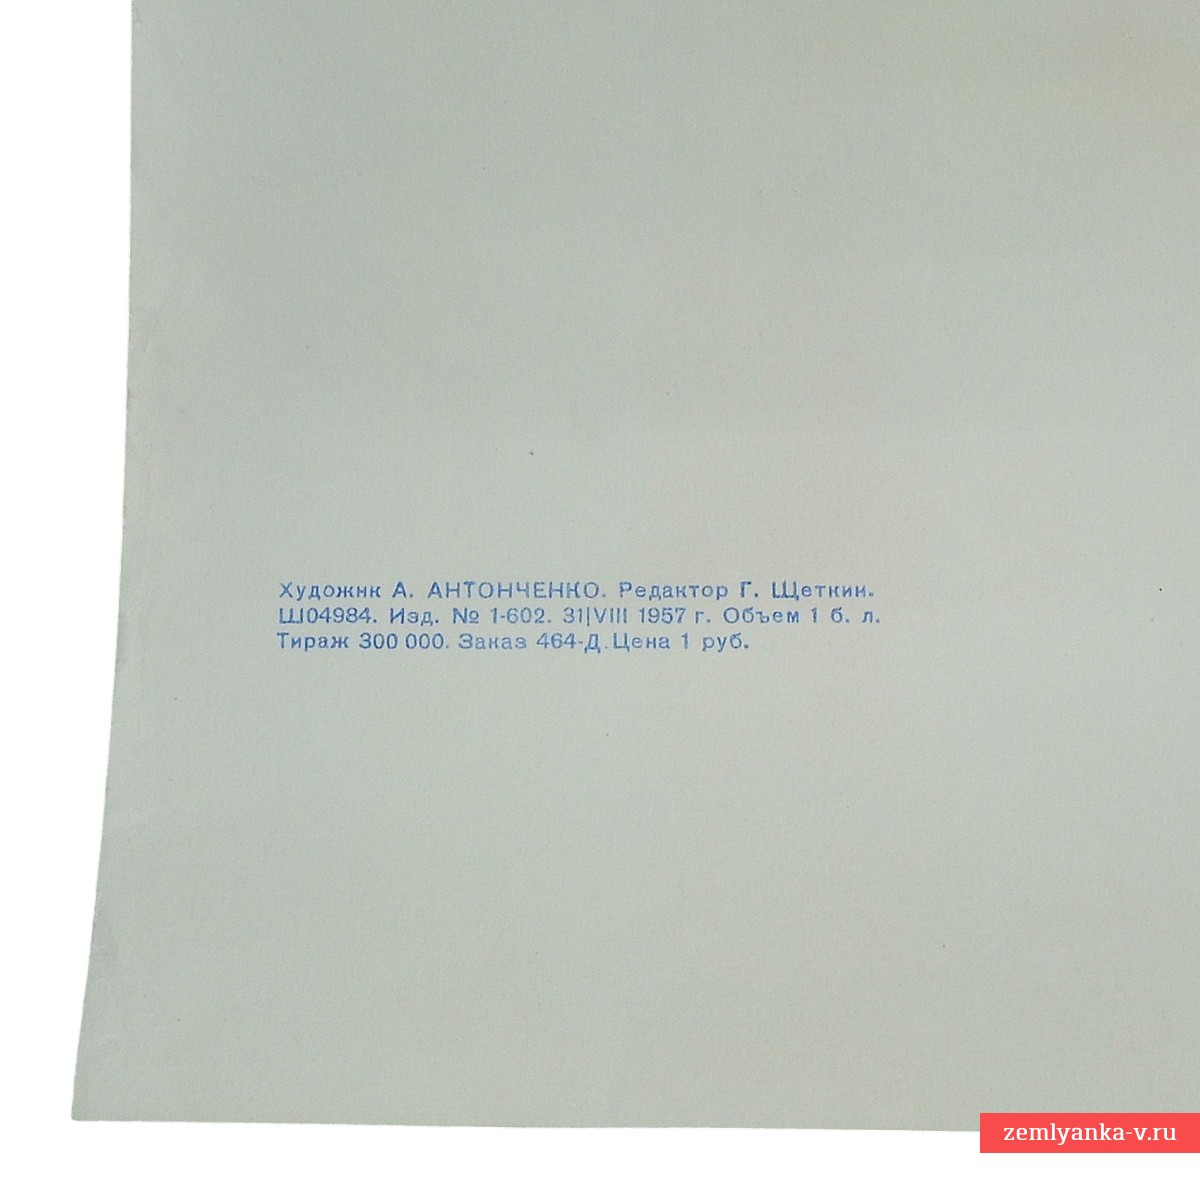 Художник А. АНТОНЧЕНКО. Редактор Г. Щеткин.
Ш04984. Изд. № 1-602. 31|VIII 1957 г. Объем 1 б. л.
Тираж 300 000. Заказ 464-Д. Цена 1 руб.
zemlyanka-v.ru